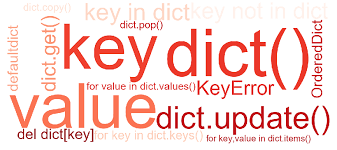 dict.copy()
key in dict
key not in dict
dict.pop()
defaultdict
dict.get()
key
dict()
OrderedDict
for value in dict.values()
KeyError
value
dict.update()
del dict[key]
for key in dict.keys()
for key,value in dict.items()